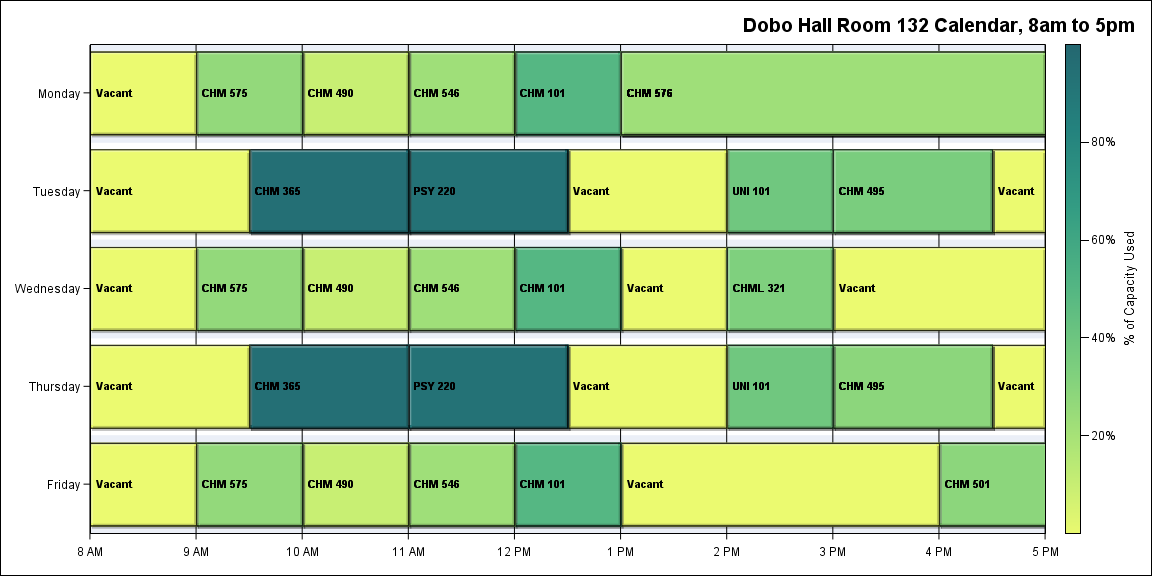 Dobo Hall Room 132 Calendar, 8am to 5pm
Monday
Vacant
CHM 575
CHM 490
CHM 546
CHM 101
CHM 576
Tuesday
Vacant
CHM 365
PSY 220
Vacant
UNI 101
CHM 495
Vacant
Wednesday
Vacant
CHM 575
CHM 490
CHM 546
CHM 101
Vacant
CHML 321
Vacant
Thursday
Vacant
CHM 365
PSY 220
Vacant
UNI 101
CHM 495
Vacant
Friday
Vacant
CHM 575
CHM 490
CHM 546
CHM 101
Vacant
CHM 501
8 AM
9 AM
10 AM
11 AM
12 PM
1 PM
2 PM
3 PM
4 PM
5 PM
80%
60%
40%
20%
% of Capacity Used